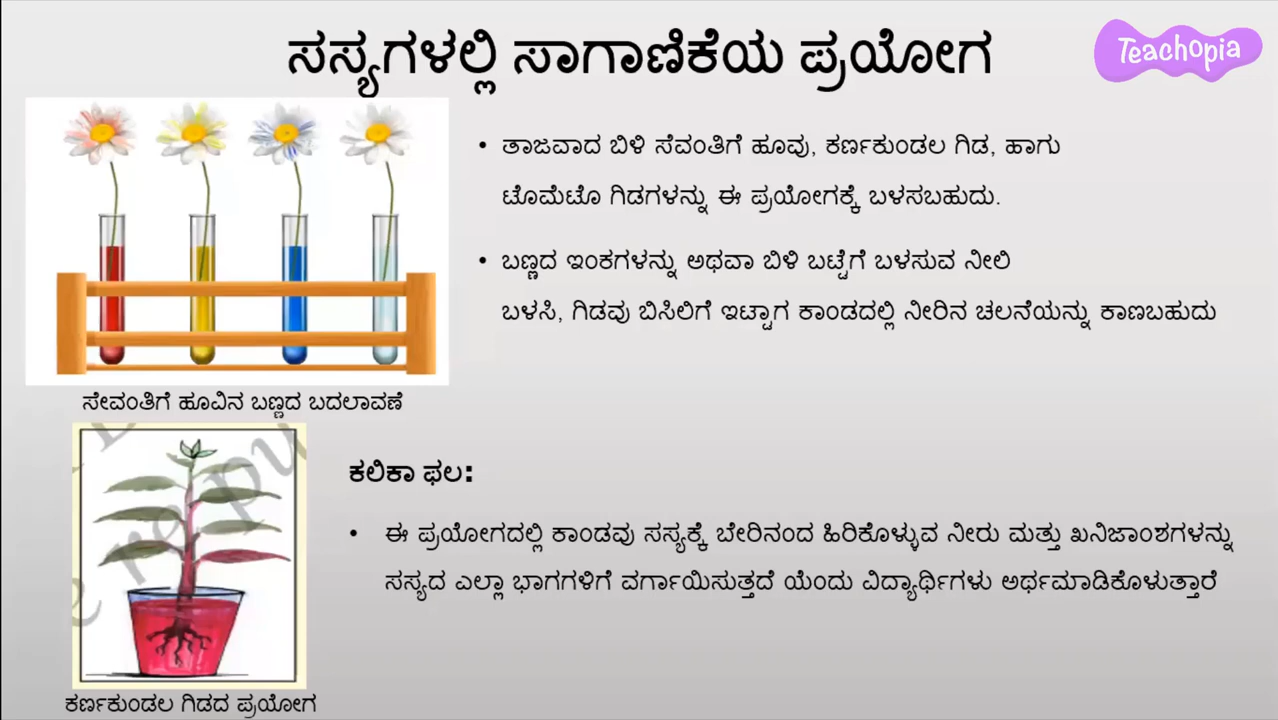 ಸಸ್ಯಗಳಲ್ಲಿ ಸಾಗಾಣಿಕೆಯ ಪ್ರಯೋಗ
Teachopia
ತಾಜವಾದ ಬಿಳಿ ಸೆವಂತಿಗೆ ಹೂವು, ಕರ್ಣಕುಂಡಲ ಗಿಡ, ಹಾಗು
ಟೊಮೆಟೊ ಗಿಡಗಳನ್ನು ಈ ಪ್ರಯೋಗಕ್ಕೆ ಬಳಸಬಹುದು.
ಬಣ್ಣದ ಇಂಕಗಳನ್ನು ಅಥವಾ ಬಿಳಿ ಬಟ್ಟೆಗೆ ಬಳಸುವ ನೀಲಿ
ಬಳಸಿ, ಗಿಡವು ಬಿಸಿಲಿಗೆ ಇಟ್ಟಾಗ ಕಾಂಡದಲ್ಲಿ ನೀರಿನ ಚಲನೆಯನ್ನು ಕಾಣಬಹುದು
ಸೇವಂತಿಗೆ ಹೂವಿನ ಬಣ್ಣದ ಬದಲಾವಣೆ
ಕಲಿಕಾ ಫಲ:
ಈ ಪ್ರಯೋಗದಲ್ಲಿ ಕಾಂಡವು ಸಸ್ಯಕ್ಕೆ ಬೇರಿನಂದ ಹಿರಿಕೊಳ್ಳುವ ನೀರು ಮತ್ತು ಖನಿಜಾಂಶಗಳನ್ನು
ಸಸ್ಯದ ಎಲ್ಲಾ ಭಾಗಗಳಿಗೆ ವರ್ಗಾಯಿಸುತ್ತದೆ ಯೆಂದು ವಿದ್ಯಾರ್ಥಿಗಳು ಅರ್ಥಮಾಡಿಕೊಳುತ್ತಾರೆ
ಕರ್ಣಕುಂಡಲ ಗಿಡದ ಪ್ರಯೋಗ